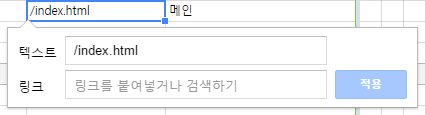 /index.html 메인
텍스트 /index.html
링크 링크를 붙여넣거나 검색하기 적용